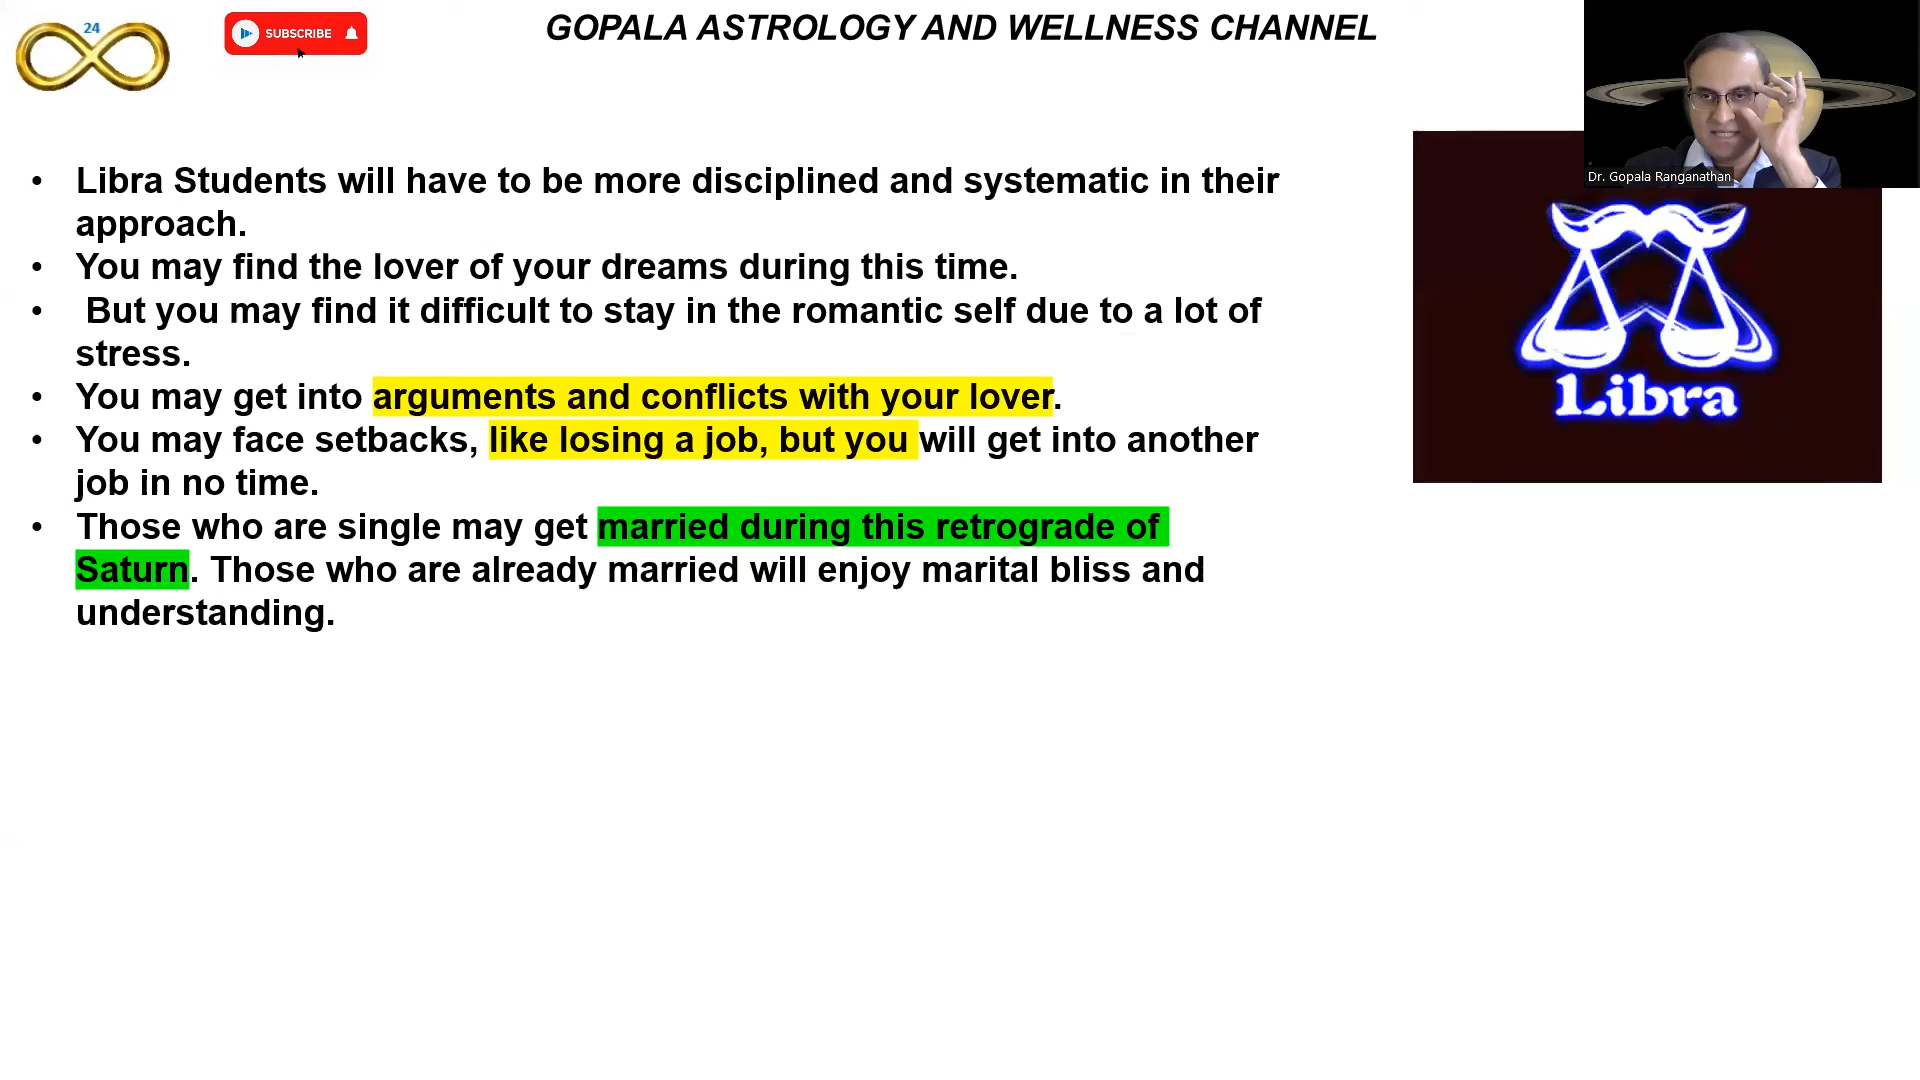 24
SUBSCRIBE
GOPALA ASTROLOGY AND WELLNESS CHANNEL
Dr. Gopala Ranganathan
• Libra Students will have to be more disciplined and systematic in their
approach.
• You may find the lover of your dreams during this time.
• But you may find it difficult to stay in the romantic self due to a lot of
stress.
• You may get into arguments and conflicts with your lover.
• You may face setbacks, like losing a job, but you will get into another
job in no time.
• Those who are single may get married during this retrograde of
Saturn. Those who are already married will enjoy marital bliss and
understanding.
Libra